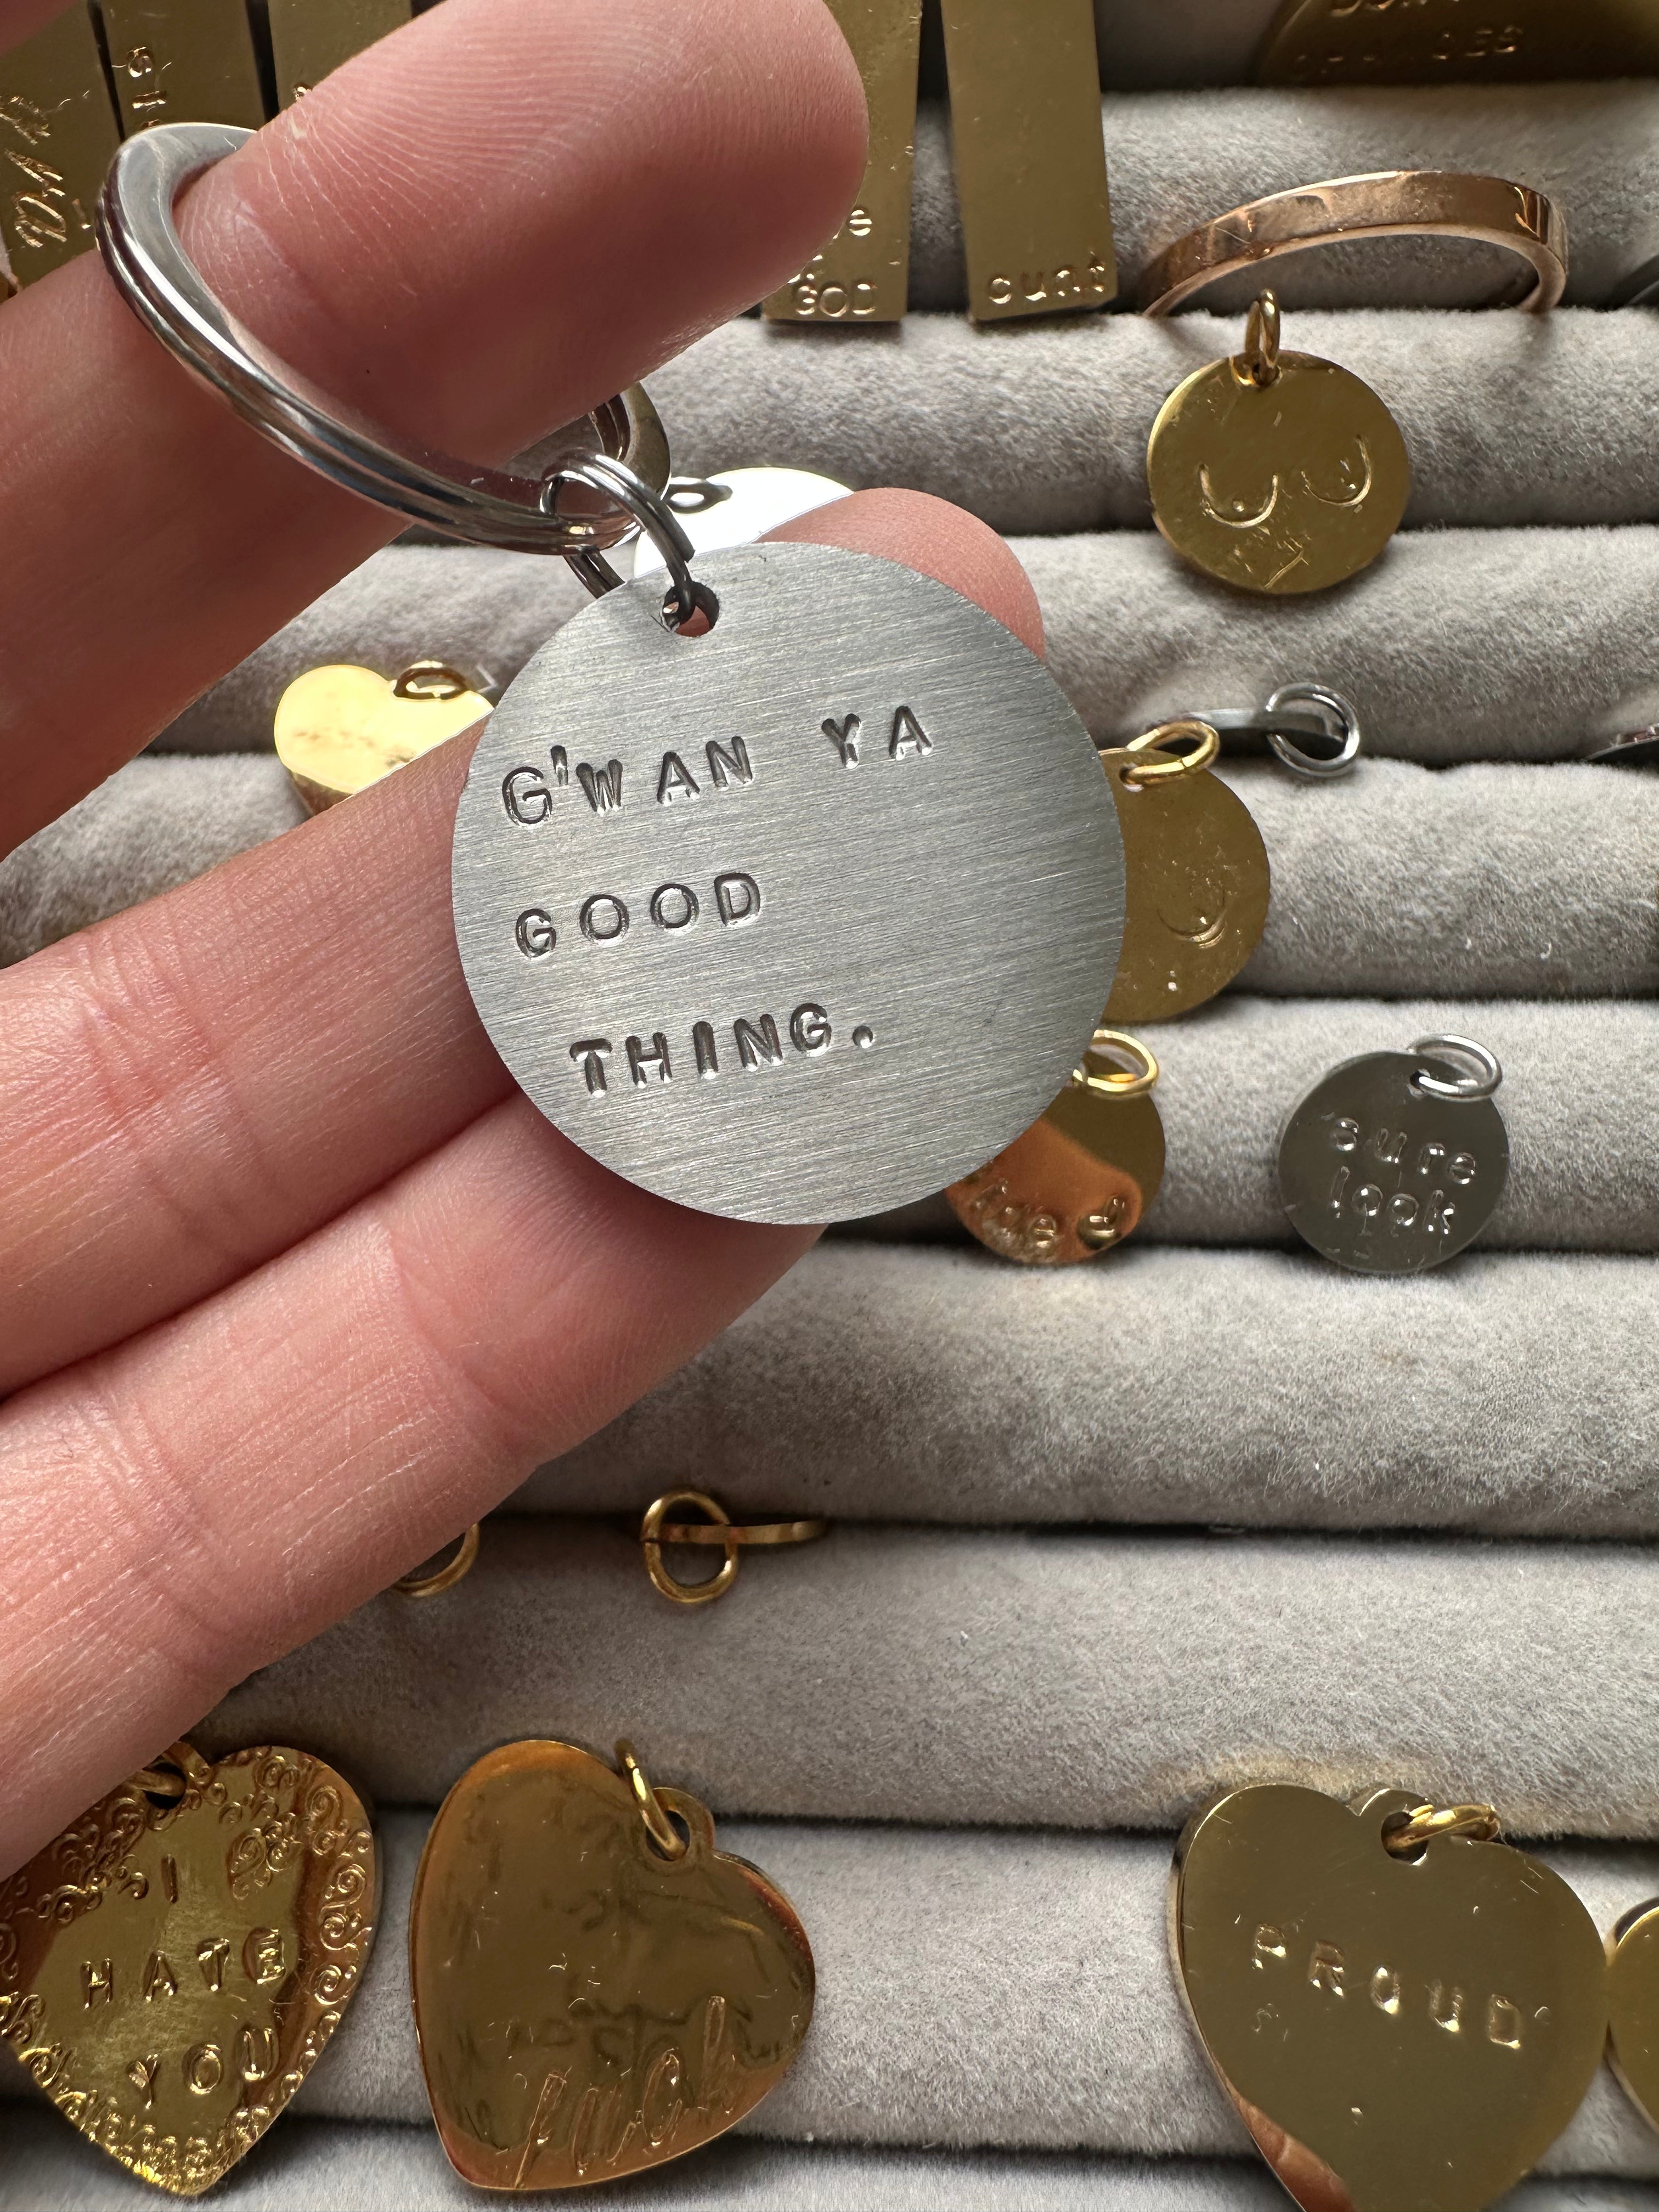 GOD
cunt
G'WAN YA
GOOD
THING.
sure
look
I
HATE
YOU
PROUD